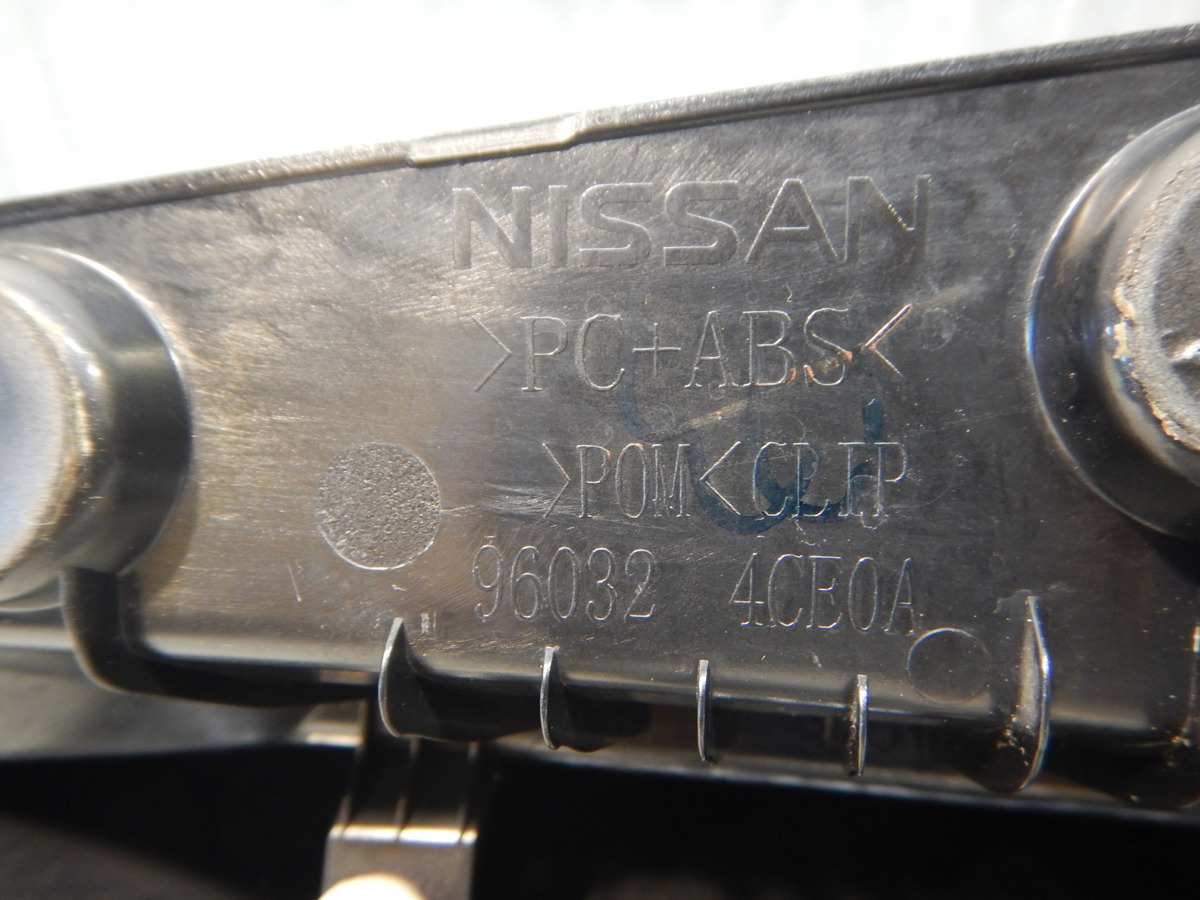 NISSAN
>PC+ABS<
>POM<CLIP
96032 4CE0A